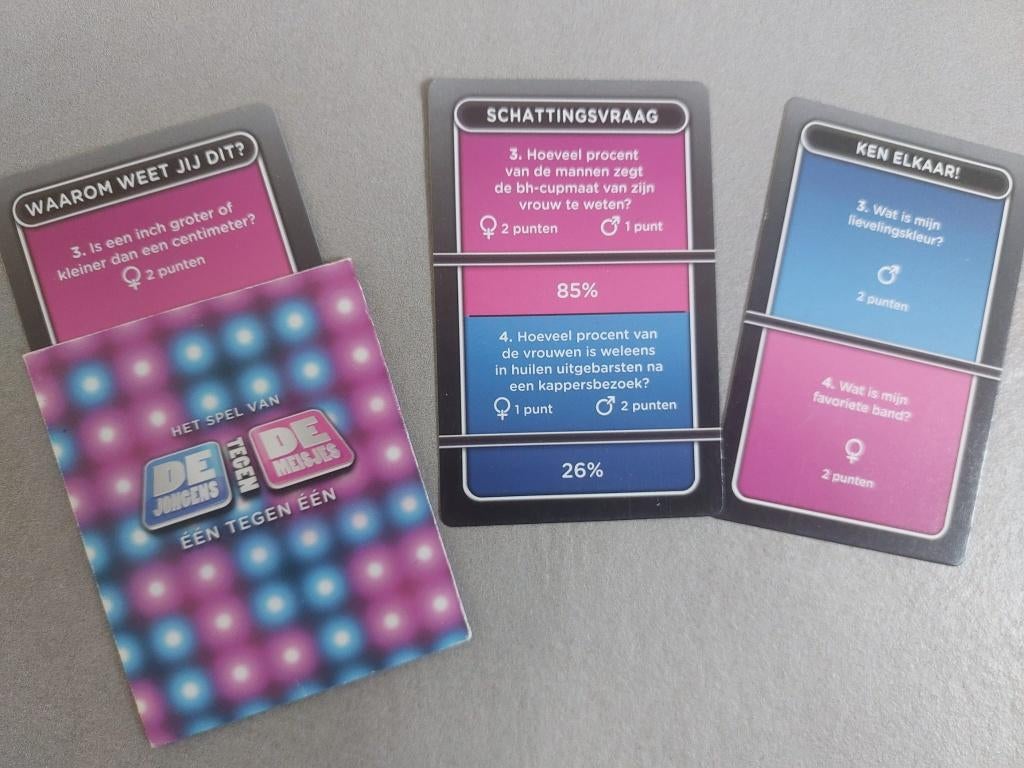 WAAROM WEET JIJ DIT?
3. Is een inch groter of
kleiner dan een centimeter?
♀ 2 punten
HET SPEL VAN
DE
JONGENS
TEGEN
DE
MEISJES
ÉÉN TEGEN ÉÉN
SCHATTINGSVRAAG
3. Hoeveel procent
van de mannen zegt
de bh-cupmaat van zijn
vrouw te weten?
♀ 2 punten ♂ 1 punt
85%
4. Hoeveel procent van
de vrouwen is weleens
in huilen uitgebarsten na
een kappersbezoek?
♀ 1 punt ♂ 2 punten
26%
KEN ELKAAR!
3. Wat is mijn
lievelingskleur?
♂
2 punten
4. Wat is mijn
favoriete band?
♀
2 punten